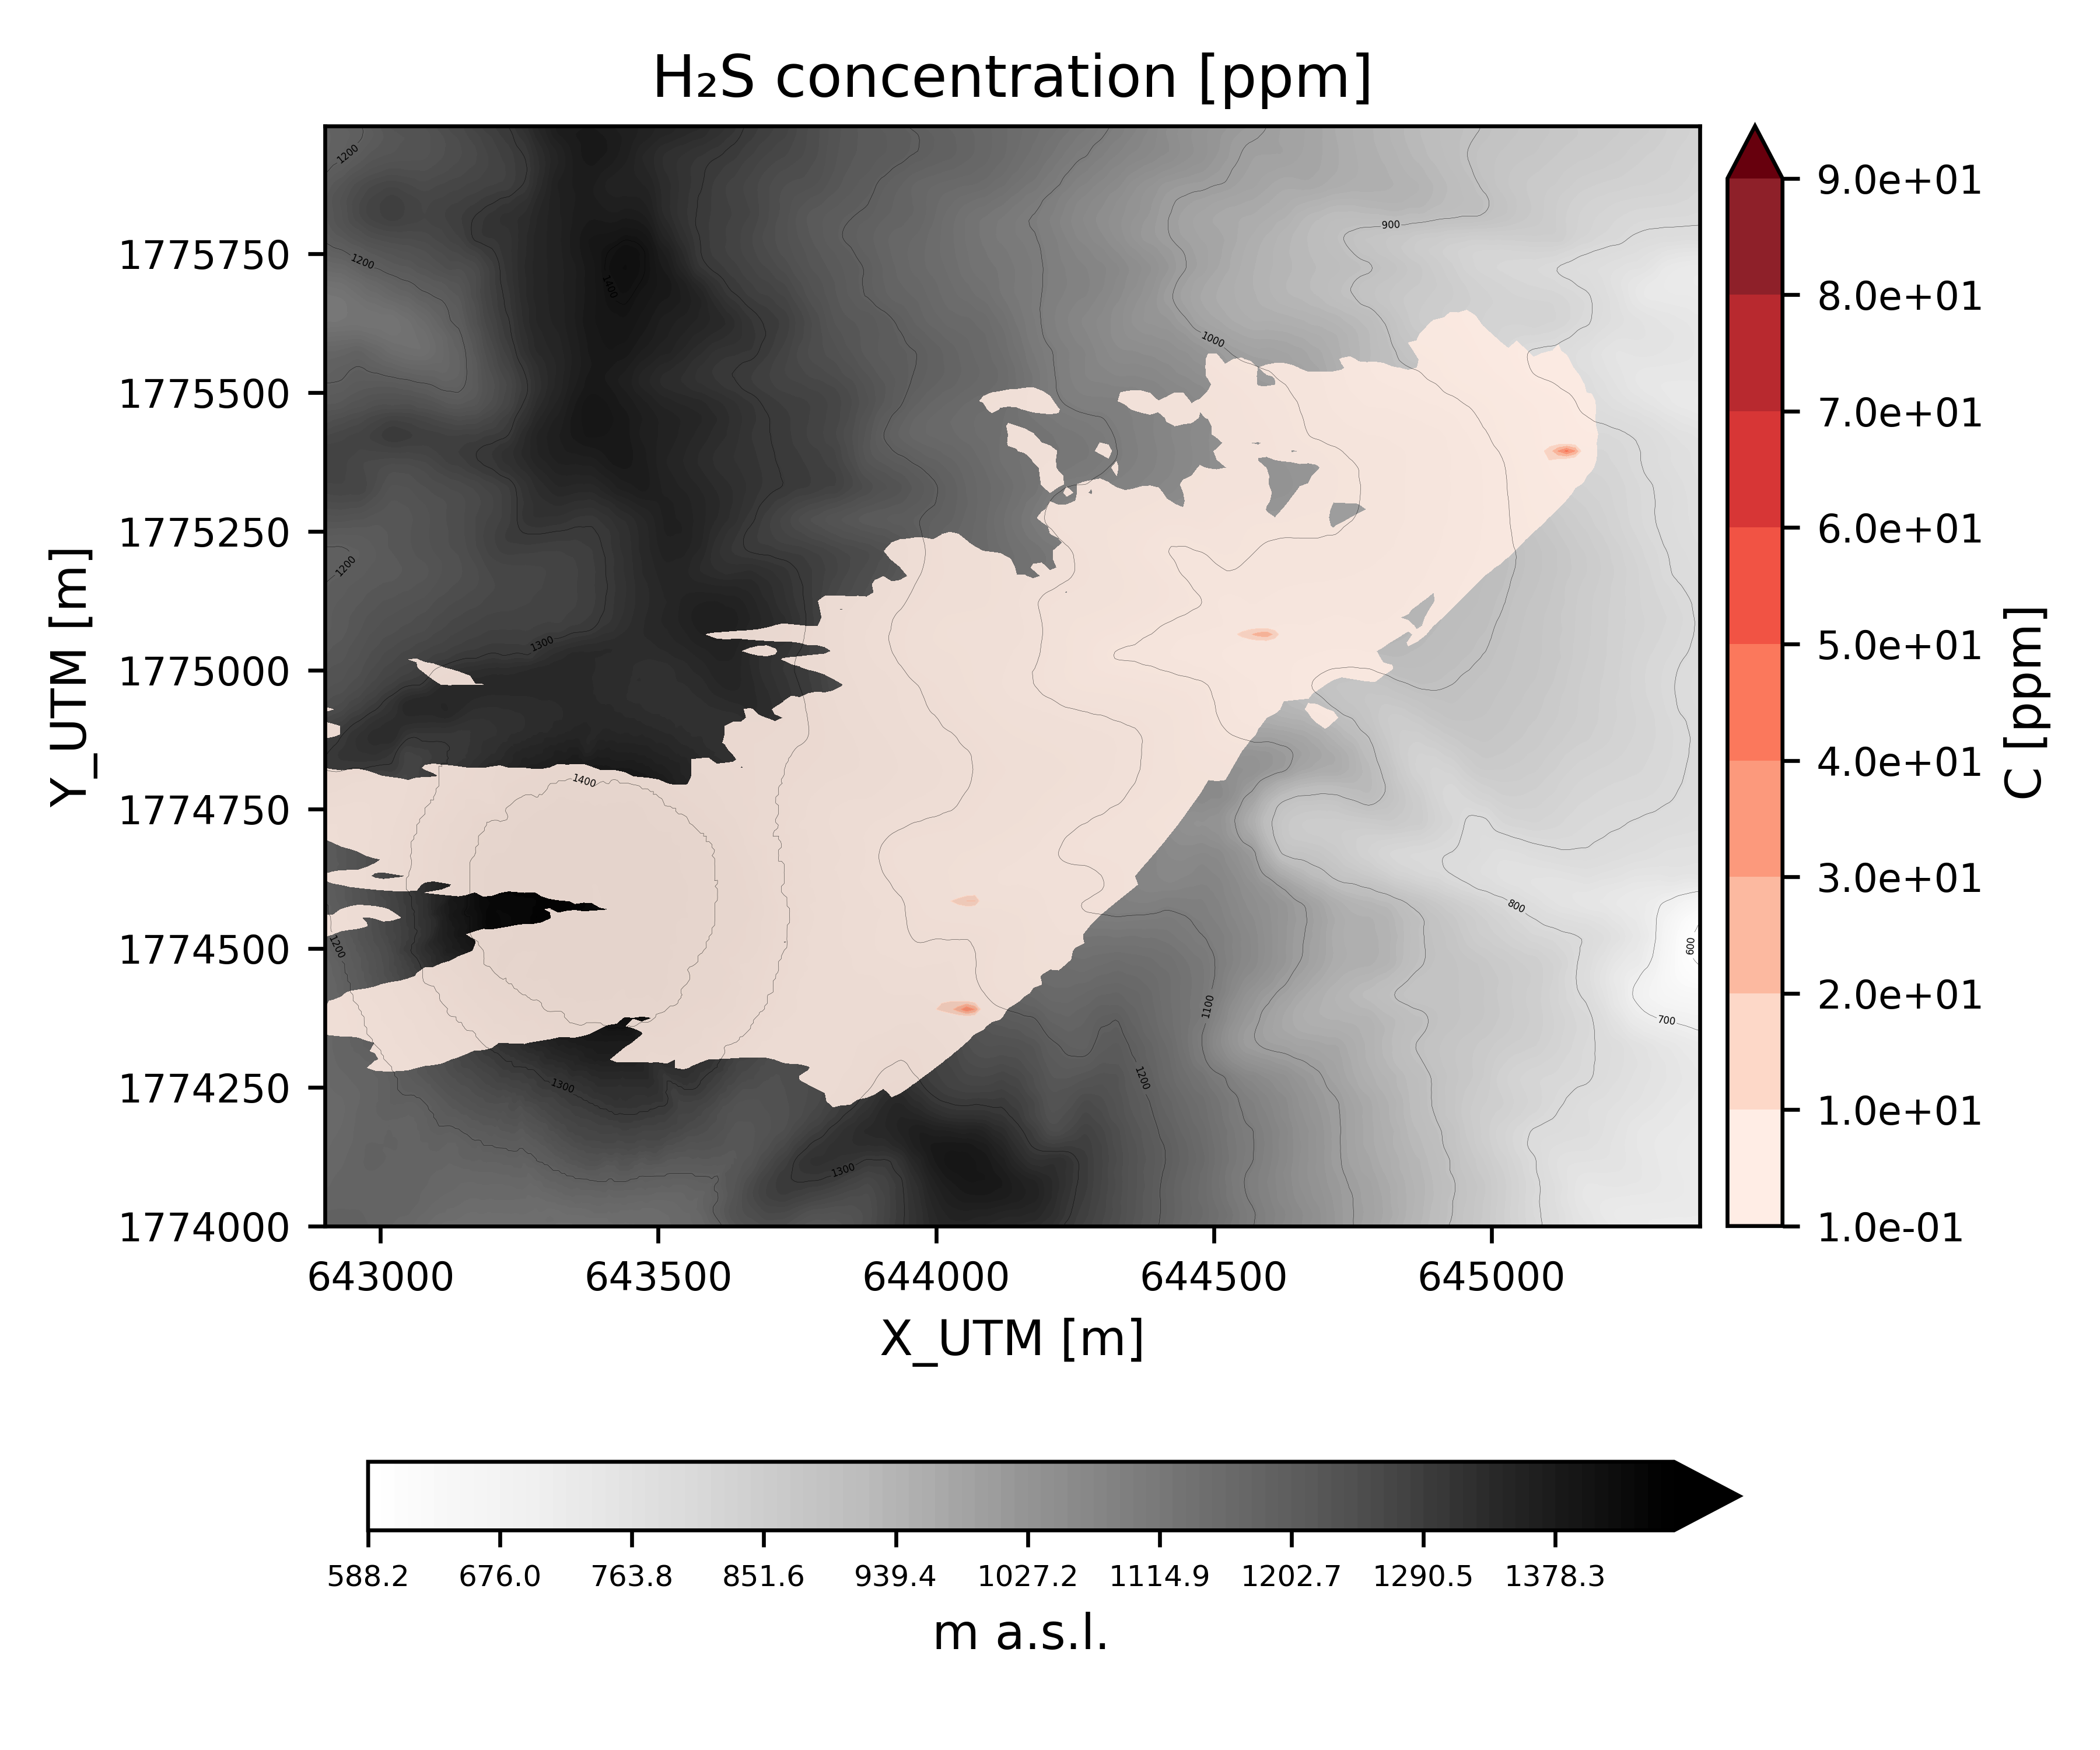 H₂S concentration [ppm]
1775750
1775500
1775250
1775000
1774750
1774500
1774250
1774000
Y_UTM [m]
643000 643500 644000 644500 645000
X_UTM [m]
1200
1200
1400
900
1000
1200
1300
1400
1200
1300
1300
1200
1100
800
600
700
9.0e+01
8.0e+01
7.0e+01
6.0e+01
5.0e+01
4.0e+01
3.0e+01
2.0e+01
1.0e+01
1.0e-01
C [ppm]
588.2 676.0 763.8 851.6 939.4 1027.2 1114.9 1202.7 1290.5 1378.3
m a.s.l.